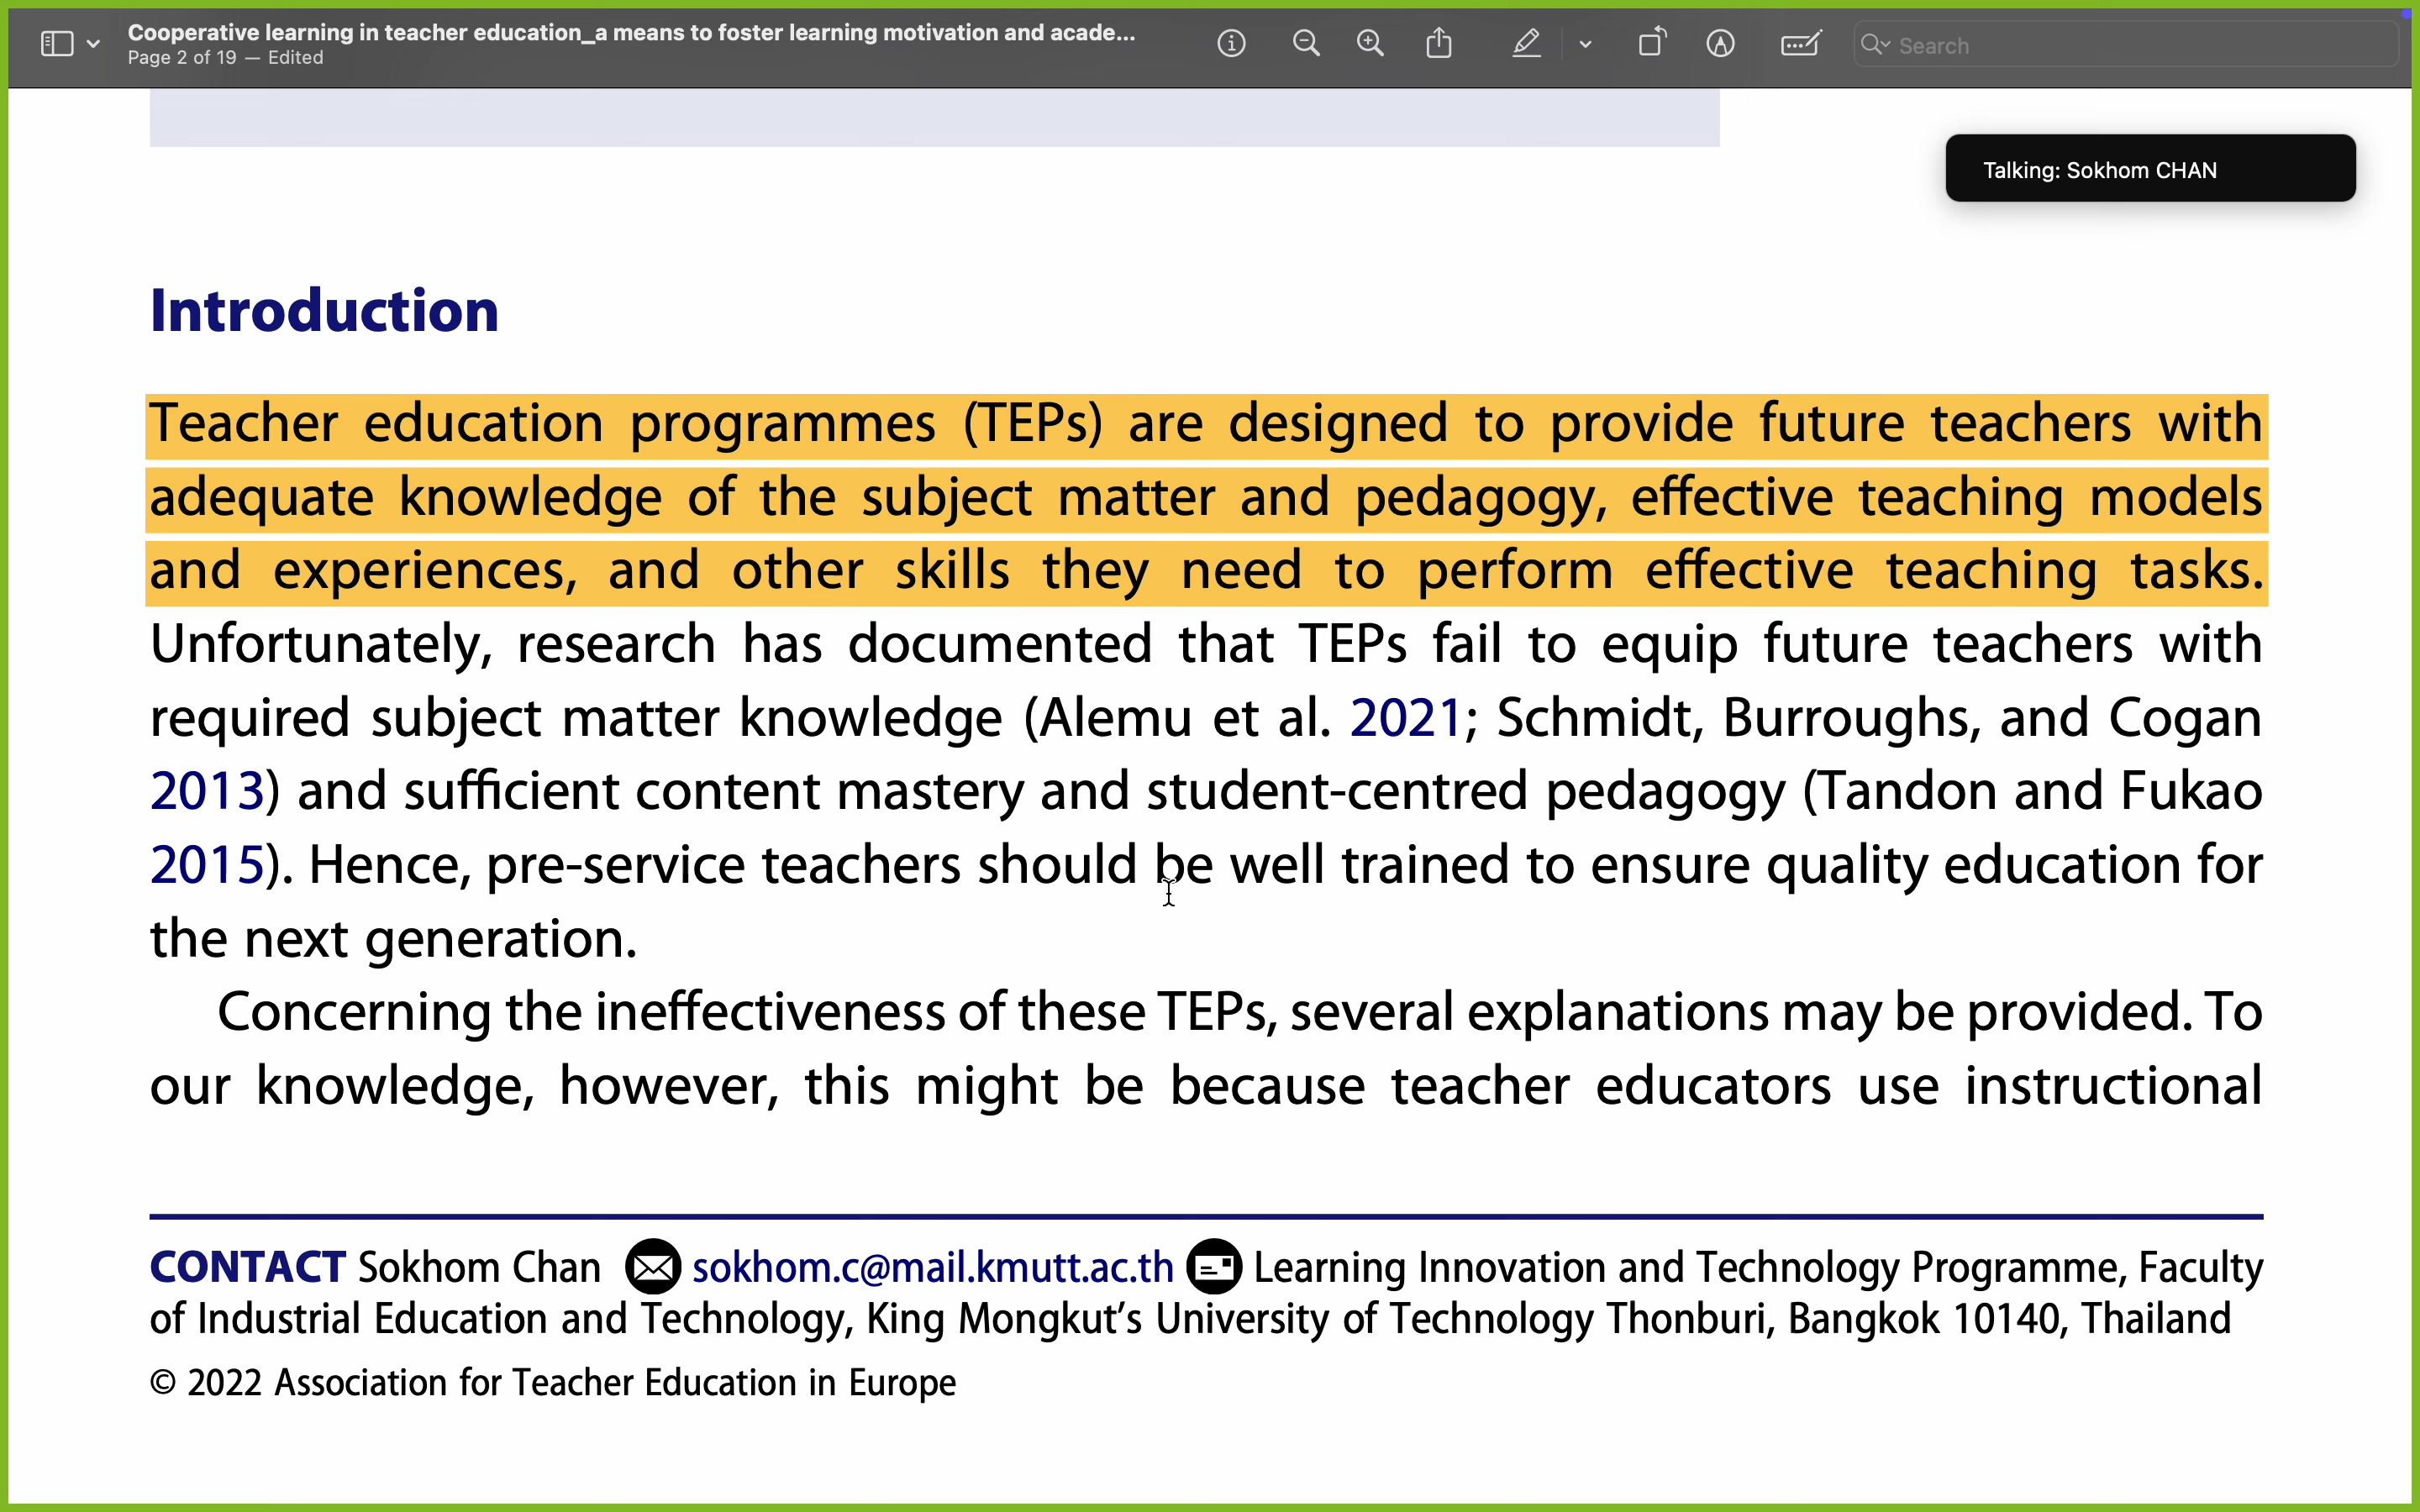 Cooperative learning in teacher education_a means to foster learning motivation and acade...
Page 2 of 19 — Edited
Search
Talking: Sokhom CHAN
Introduction
Teacher education programmes (TEPs) are designed to provide future teachers with
adequate knowledge of the subject matter and pedagogy, effective teaching models
and experiences, and other skills they need to perform effective teaching tasks.
Unfortunately, research has documented that TEPs fail to equip future teachers with
required subject matter knowledge (Alemu et al. 2021; Schmidt, Burroughs, and Cogan
2013) and sufficient content mastery and student-centred pedagogy (Tandon and Fukao
2015). Hence, pre-service teachers should be well trained to ensure quality education for
the next generation.
Concerning the ineffectiveness of these TEPs, several explanations may be provided. To
our knowledge, however, this might be because teacher educators use instructional
CONTACT Sokhom Chan sokhom.c@mail.kmutt.ac.th Learning Innovation and Technology Programme, Faculty
of Industrial Education and Technology, King Mongkut's University of Technology Thonburi, Bangkok 10140, Thailand
© 2022 Association for Teacher Education in Europe